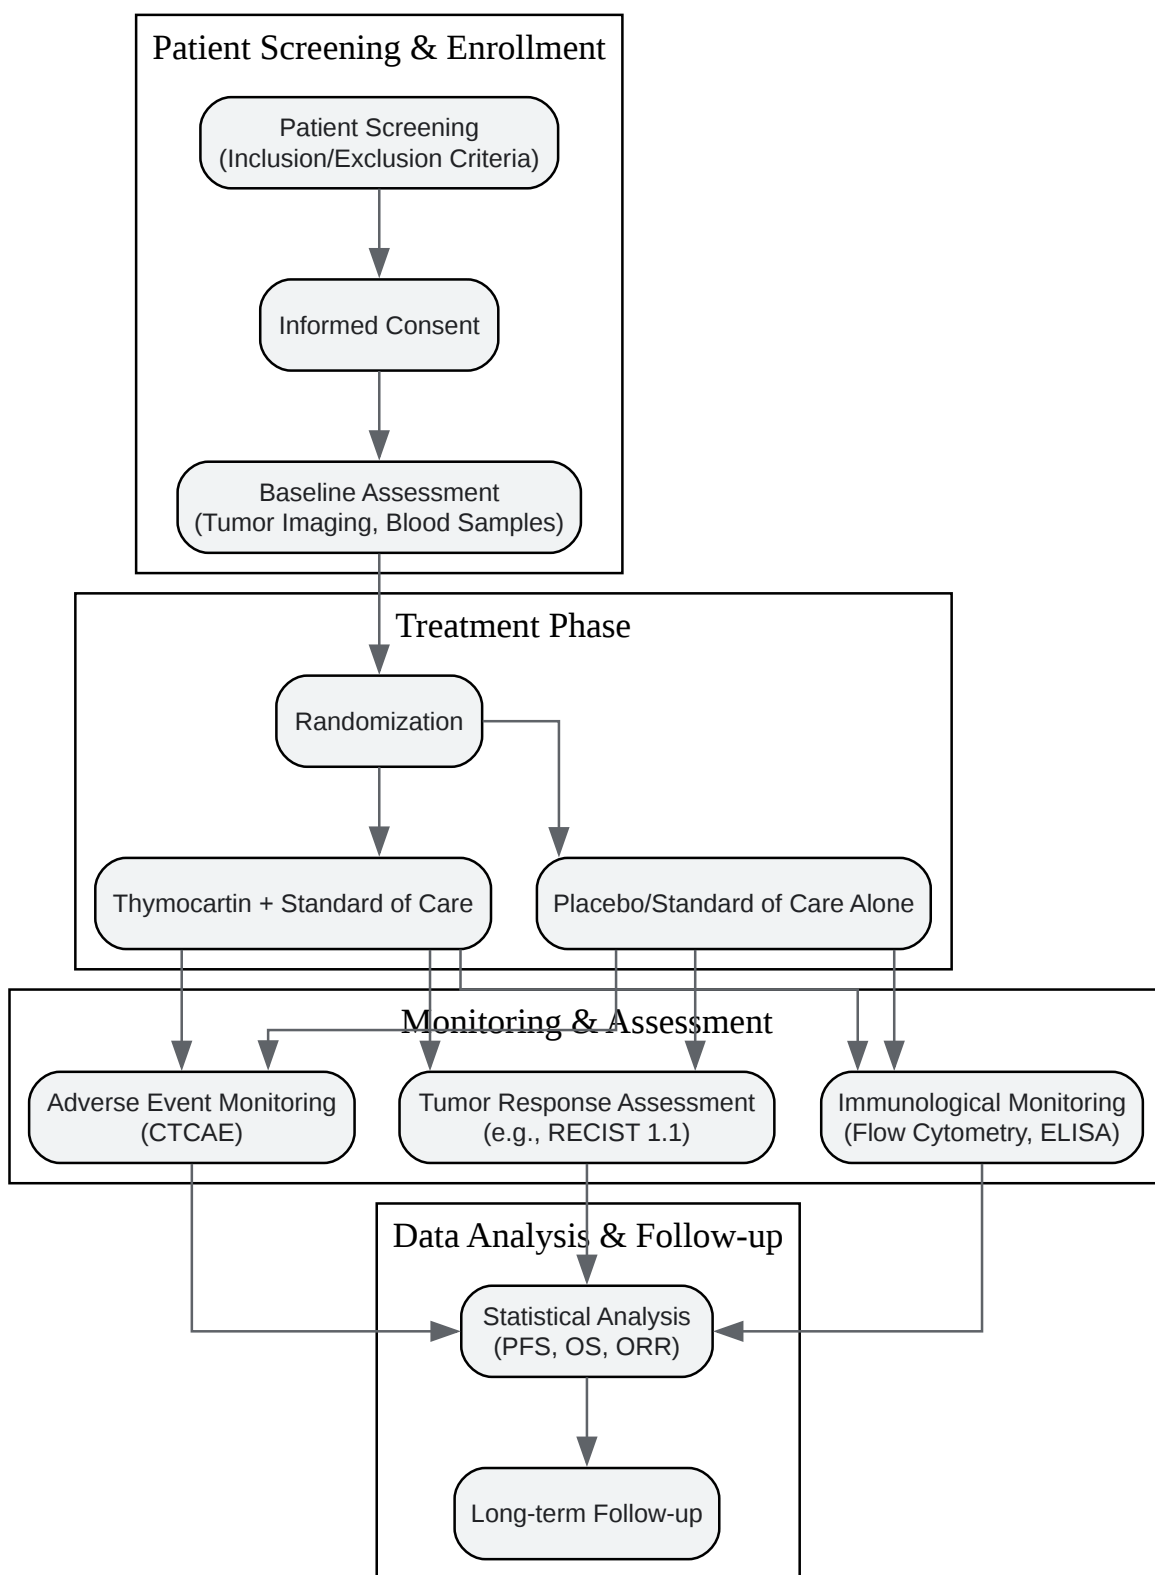 Patient Screening & Enrollment
Patient Screening
(Inclusion/Exclusion Criteria)
Informed Consent
Baseline Assessment
(Tumor Imaging, Blood Samples)
Treatment Phase
Randomization
Thymocartin + Standard of Care
Placebo/Standard of Care Alone
Monitoring & Assessment
Adverse Event Monitoring
(CTCAE)
Tumor Response Assessment
(e.g., RECIST 1.1)
Immunological Monitoring
(Flow Cytometry, ELISA)
Data Analysis & Follow-up
Statistical Analysis
(PFS, OS, ORR)
Long-term Follow-up